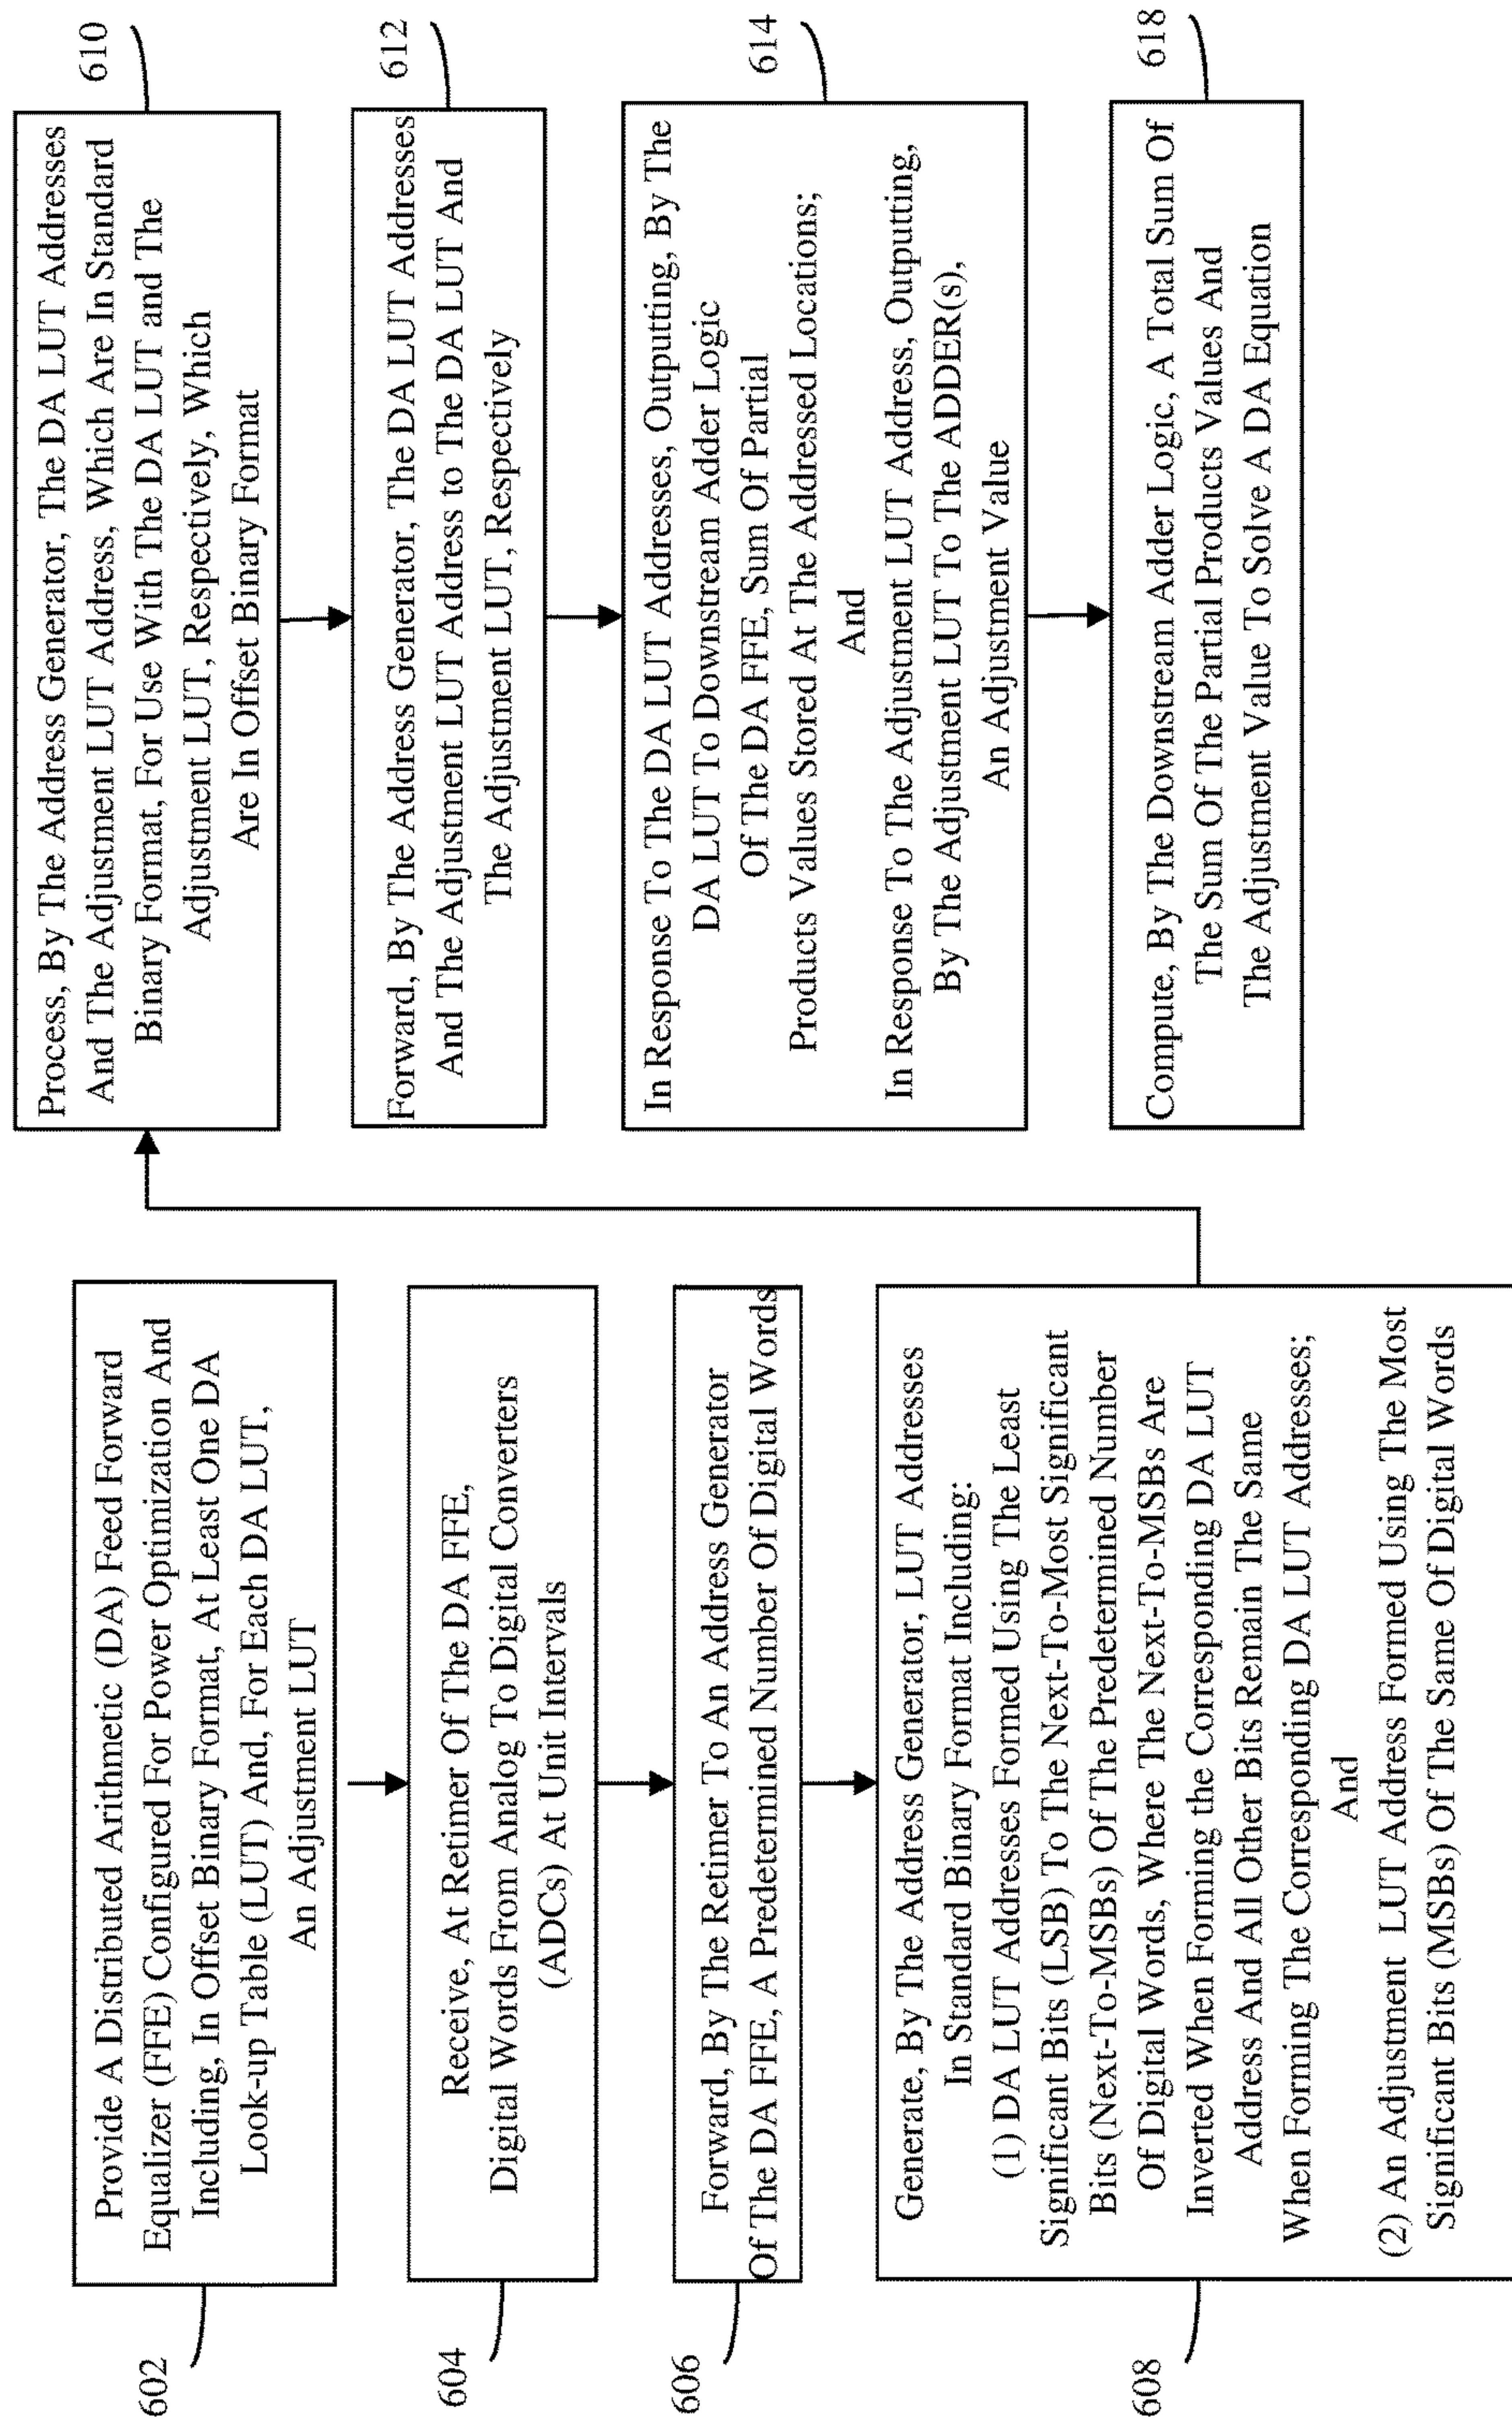 602
Provide A Distributed Arithmetic (DA) Feed Forward
Equalizer (FFE) Configured For Power Optimization And
Including, In Offset Binary Format, At Least One DA
Look-up Table (LUT) And, For Each DA LUT,
An Adjustment LUT
604
Receive, At Retimer Of The DA FFE,
Digital Words From Analog To Digital Converters
(ADCs) At Unit Intervals
606
Forward, By The Retimer To An Address Generator
Of The DA FFE, A Predetermined Number Of Digital Words
608
Generate, By The Address Generator, LUT Addresses
In Standard Binary Format Including:
(1) DA LUT Addresses Formed Using The Least
Significant Bits (LSB) To The Next-To-Most Significant
Bits (Next-To-MSBs) Of The Predetermined Number
Of Digital Words, Where The Next-To-MSBs Are
Inverted When Forming the Corresponding DA LUT
Address And All Other Bits Remain The Same
When Forming The Corresponding DA LUT Addresses;
And
(2) An Adjustment LUT Address Formed Using The Most
Significant Bits (MSBs) Of The Same Of Digital Words
610
Process, By The Address Generator, The DA LUT Addresses
And The Adjustment LUT Address, Which Are In Standard
Binary Format, For Use With The DA LUT and The
Adjustment LUT, Respectively, Which
Are In Offset Binary Format
612
Forward, By The Address Generator, The DA LUT Addresses
And The Adjustment LUT Address to The DA LUT And
The Adjustment LUT, Respectively
614
In Response To The DA LUT Addresses, Outputting, By The
DA LUT To Downstream Adder Logic
Of The DA FFE, Sum Of Partial
Products Values Stored At The Addressed Locations;
And
In Response To The Adjustment LUT Address, Outputting,
By The Adjustment LUT To The ADDER(s),
An Adjustment Value
618
Compute, By The Downstream Adder Logic, A Total Sum Of
The Sum Of The Partial Products Values And
The Adjustment Value To Solve A DA Equation